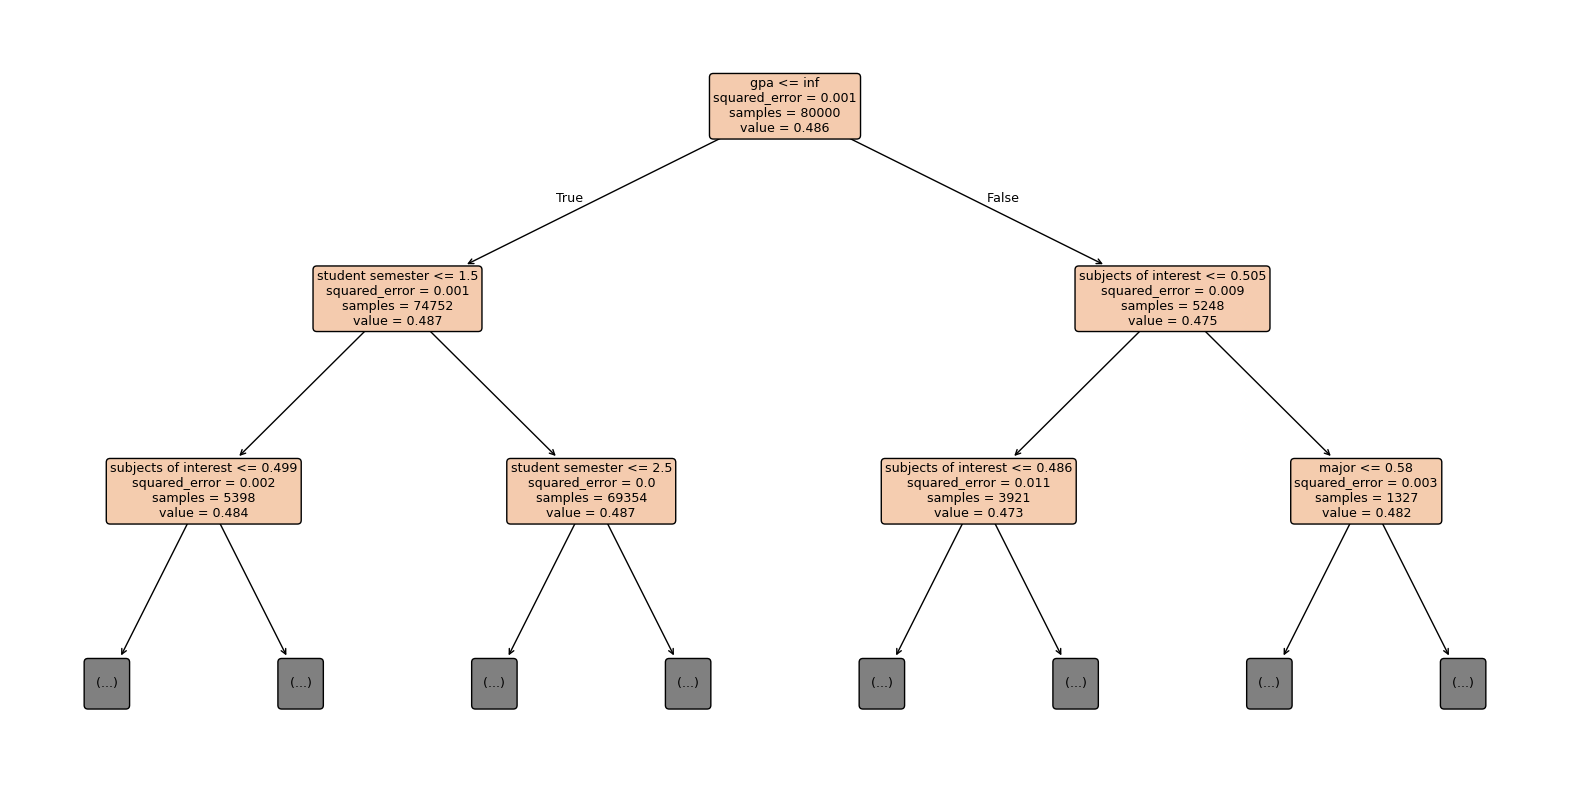 gpa <= inf
squared_error = 0.001
samples = 80000
value = 0.486
True
False
student semester <= 1.5
squared_error = 0.001
samples = 74752
value = 0.487
subjects of interest <= 0.505
squared_error = 0.009
samples = 5248
value = 0.475
subjects of interest <= 0.499
squared_error = 0.002
samples = 5398
value = 0.484
student semester <= 2.5
squared_error = 0.0
samples = 69354
value = 0.487
subjects of interest <= 0.486
squared_error = 0.011
samples = 3921
value = 0.473
major <= 0.58
squared_error = 0.003
samples = 1327
value = 0.482
(...)
(...)
(...)
(...)
(...)
(...)
(...)
(...)